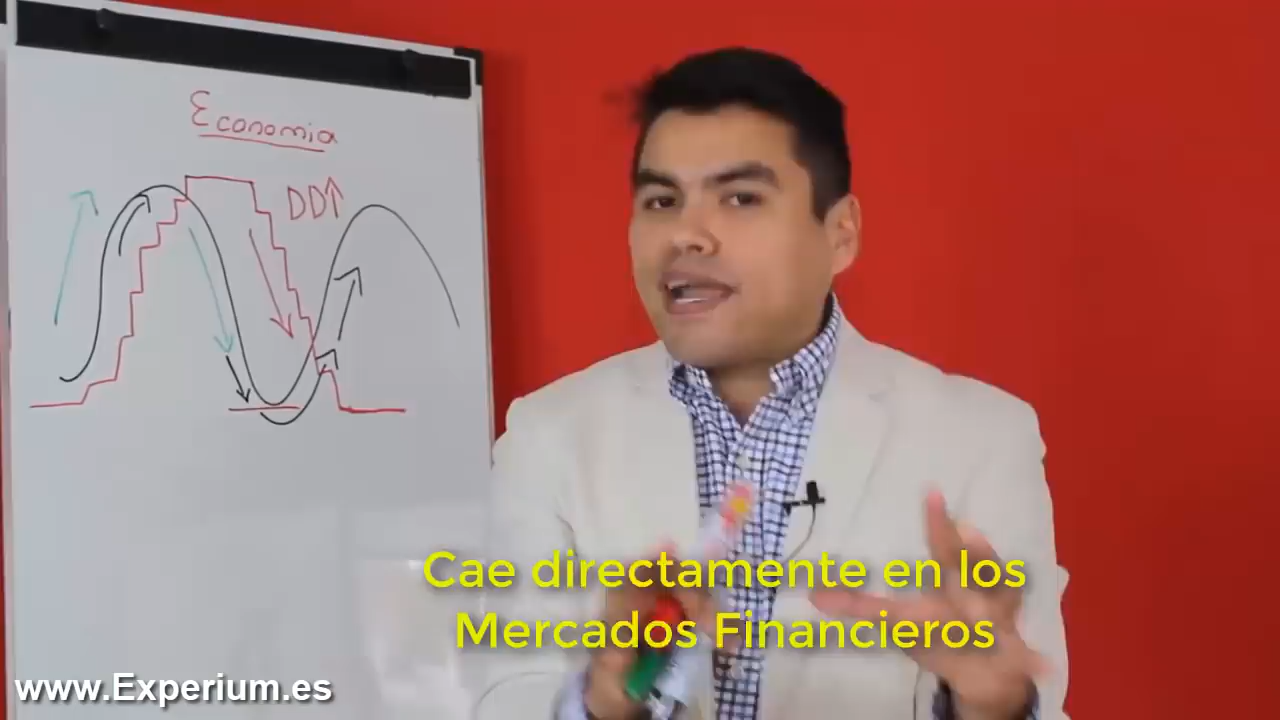 Economia
DD↑
Cae directamente en los
Mercados Financieros
www.Experium.es